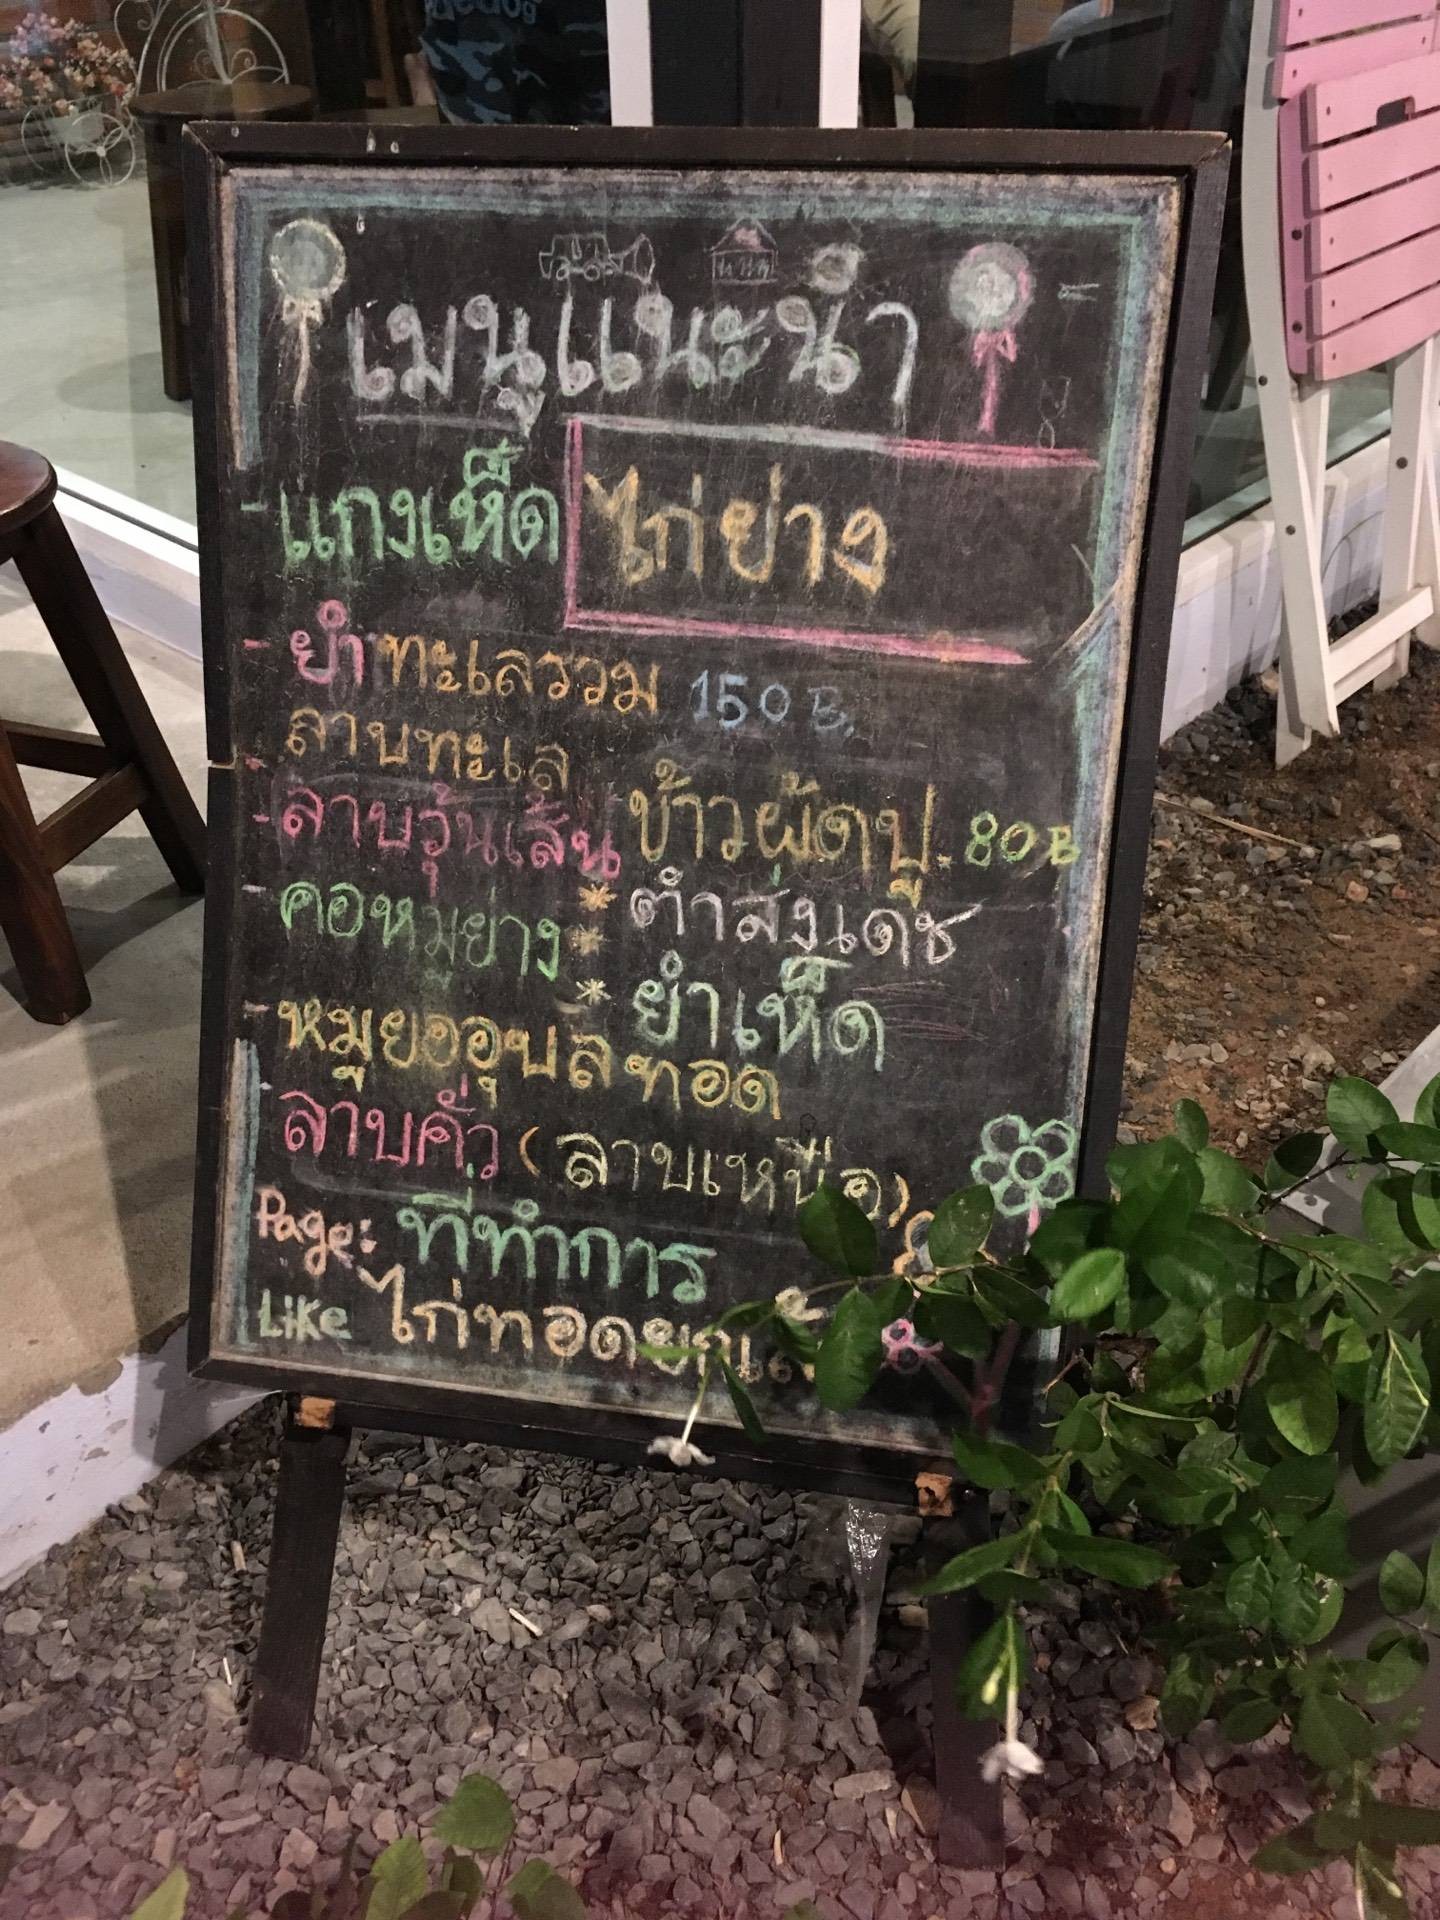 เมนูแนะนำ
- แกงเห็ด
ไก่ย่าง
- ยำทะเลรวม 150 B.
ลาบทะเล
- ลาบวุ้นเส้น
ข้าวผัดปู. 80 B
- คอหมูย่าง
* ตำส่งเดช
* ยำเห็ด
- หมูยออุบลทอด
- ลาบคั่ว (ลาบเหนือ)
Page: ที่ทำการ
Like ไก่ทอด